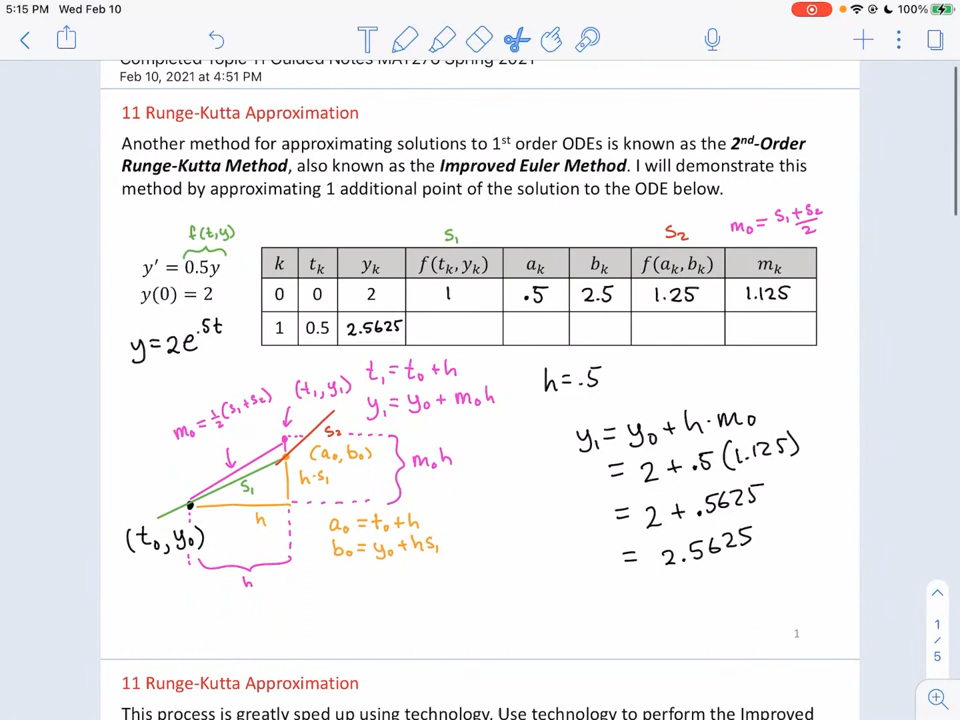 5:15 PM Wed Feb 10
100%
Completed Topic 11 Guided Notes MAT276 Spring 2021
Feb 10, 2021 at 4:51 PM
11 Runge-Kutta Approximation
Another method for approximating solutions to 1st order ODEs is known as the 2nd-Order
Runge-Kutta Method, also known as the Improved Euler Method. I will demonstrate this
method by approximating 1 additional point of the solution to the ODE below.
f(t,y)
S₁
S₂
m₀ = S₁+S₂/2
y′ = 0.5y
y(0) = 2
y=2e^.5t
k tₖ yₖ f(tₖ, yₖ) aₖ bₖ f(aₖ, bₖ) mₖ
0 0 2 1 .5 2.5 1.25 1.125
1 0.5 2.5625
t₁ = t₀ + h
y₁ = y₀ + m₀h
h = .5
m₀ = ½(S₁+S₂)
(t₁, y₁)
S₂
(a₀, b₀)
m₀h
S₁
h·S₁
h
(t₀, y₀)
h
a₀ = t₀ + h
b₀ = y₀ + hS₁
y₁ = y₀ + h·m₀
= 2 + .5(1.125)
= 2 + .5625
= 2.5625
1
1
/
5
11 Runge-Kutta Approximation
This process is greatly sped up using technology. Use technology to perform the Improved